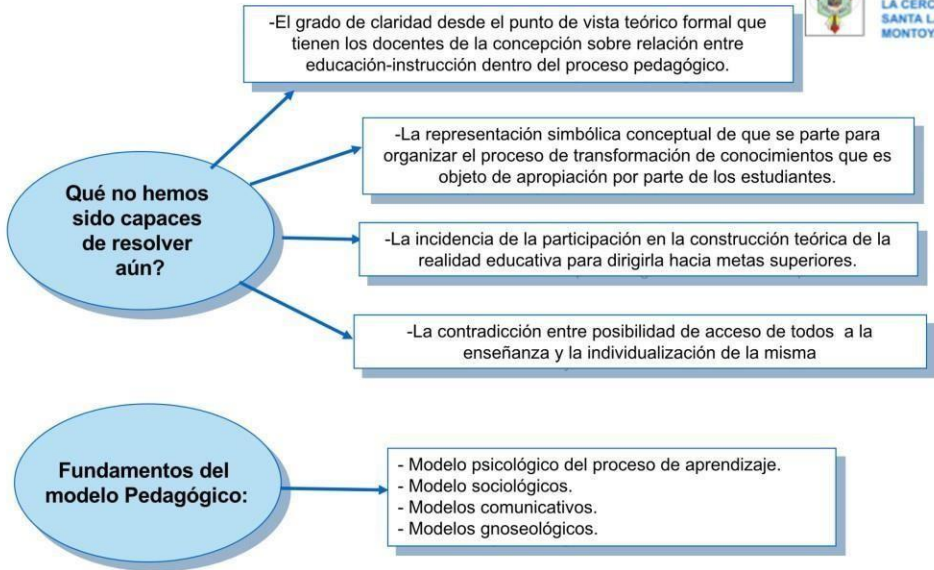 LA CERC
SANTA L
MONTOY
-El grado de claridad desde el punto de vista teórico formal que
tienen los docentes de la concepción sobre relación entre
educación-instrucción dentro del proceso pedagógico.
-La representación simbólica conceptual de que se parte para
organizar el proceso de transformación de conocimientos que es
objeto de apropiación por parte de los estudiantes.
Qué no hemos
sido capaces
de resolver
aún?
-La incidencia de la participación en la construcción teórica de la
realidad educativa para dirigirla hacia metas superiores.
-La contradicción entre posibilidad de acceso de todos a la
enseñanza y la individualización de la misma
Fundamentos del
modelo Pedagógico:
- Modelo psicológico del proceso de aprendizaje.
- Modelo sociológicos.
- Modelos comunicativos.
- Modelos gnoseológicos.